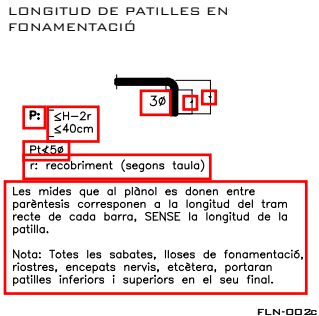 LONGITUD DE PATILLES EN
FONAMENTACIÓ
3ø
P: ≤H-2r
≤40cm
Pt≮5ø
r: recobriment (segons taula)
Les mides que al plànol es donen entre
parèntesis corresponen a la longitud del tram
recte de cada barra, SENSE la longitud de la
patilla.
Nota: Totes les sabates, lloses de fonamentació,
riostres, encepats nervis, etcètera, portaran
patilles inferiors i superiors en el seu final.
FLN-002c